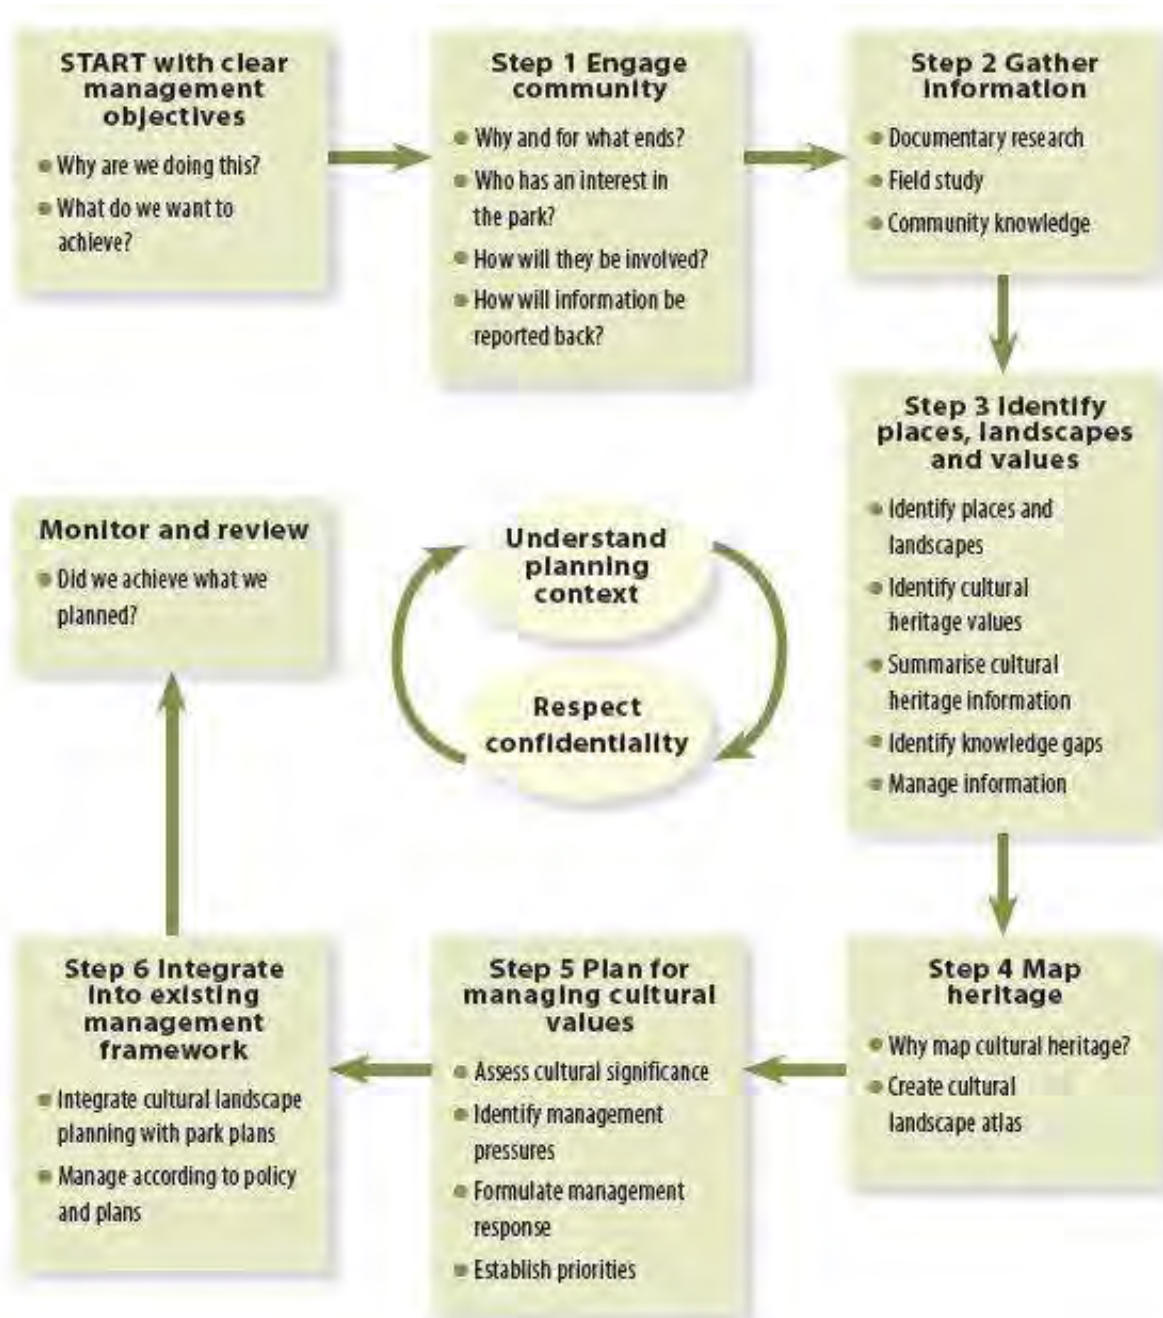 START with clear
management
objectives
• Why are we doing this?
• What do we want to
achieve?
Step 1 Engage
community
• Why and for what ends?
• Who has an interest in
the park?
• How will they be involved?
• How will information be
reported back?
Step 2 Gather
information
• Documentary research
• Field study
• Community knowledge
Step 3 Identify
places, landscapes
and values
• Identify places and
landscapes
• Identify cultural
heritage values
• Summarise cultural
heritage information
• Identify knowledge gaps
• Manage information
Step 4 Map
heritage
• Why map cultural heritage?
• Create cultural
landscape atlas
Step 5 Plan for
managing cultural
values
• Assess cultural significance
• Identify management
pressures
• Formulate management
response
• Establish priorities
Step 6 Integrate
into existing
management
framework
• Integrate cultural landscape
planning with park plans
• Manage according to policy
and plans
Monitor and review
• Did we achieve what we
planned?
Understand
planning
context
Respect
confidentiality